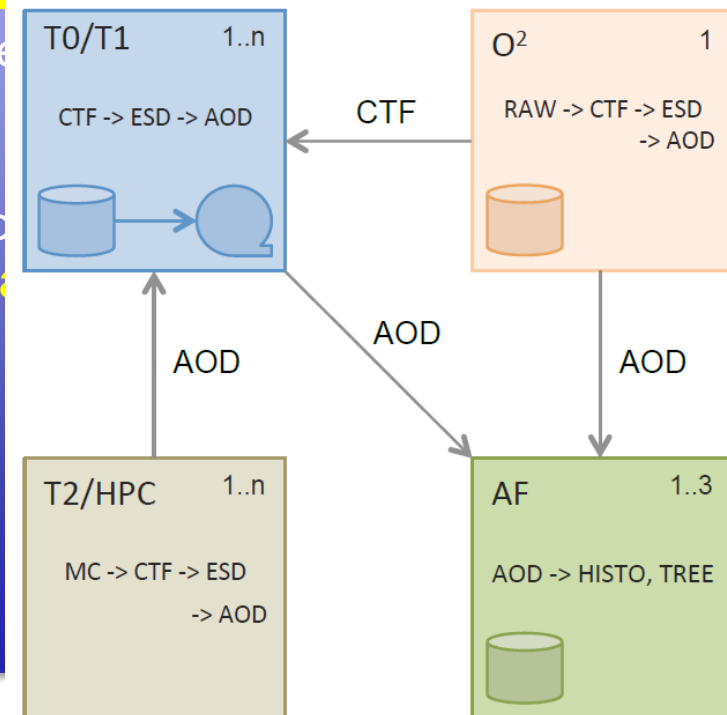 T0/T1 1..n
CTF -> ESD -> AOD
CTF
O² 1
RAW -> CTF -> ESD
-> AOD
AOD
AOD
AOD
T2/HPC 1..n
MC -> CTF -> ESD
-> AOD
AF 1..3
AOD -> HISTO, TREE